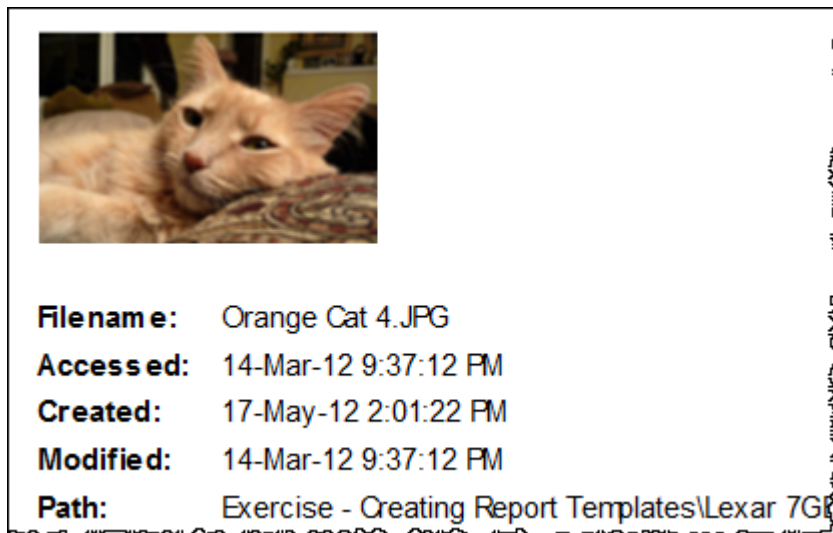 Filename: Orange Cat 4.JPG
Accessed: 14-Mar-12 9:37:12 PM
Created: 17-May-12 2:01:22 PM
Modified: 14-Mar-12 9:37:12 PM
Path: Exercise - Creating Report Templates\Lexar 7G